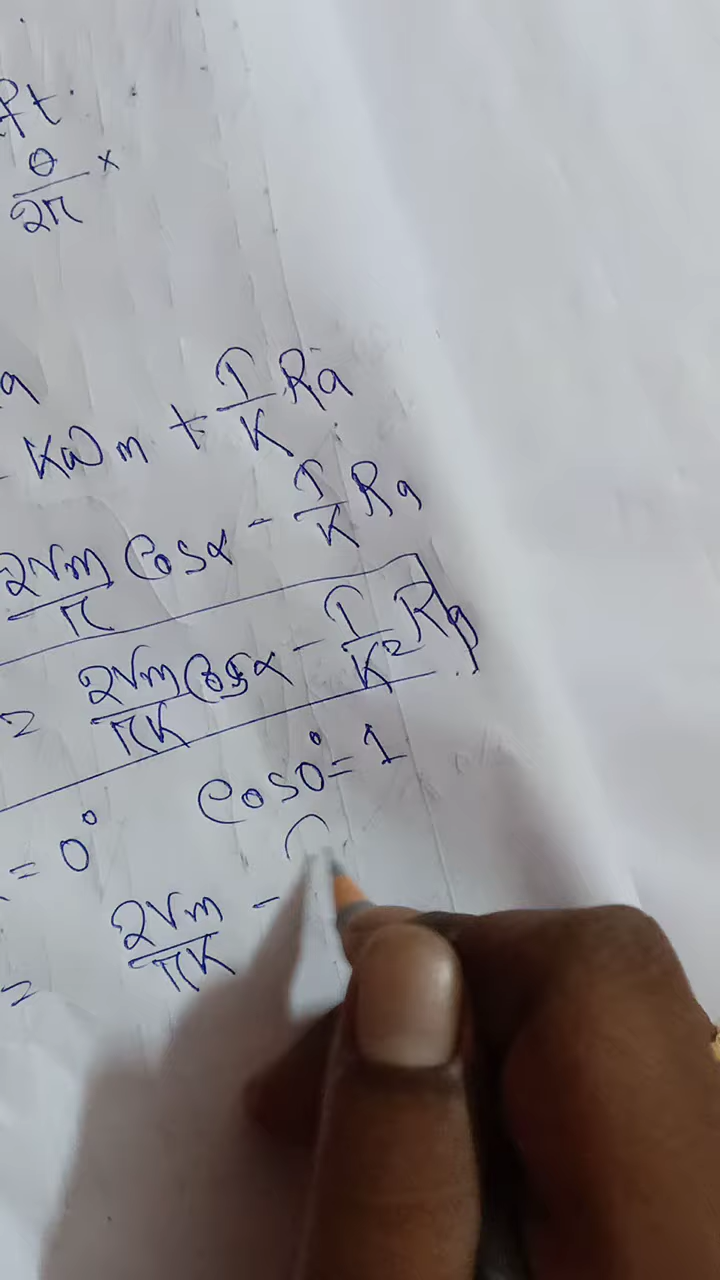 ft.
θ/2π ×
a
KωM + T/K Ra
2Vm/π Cosα - T/K Ra
= 2Vm/πK Cosα - T/K² Ra
Cos0° = 1
= 0°
= 2Vm/πK -